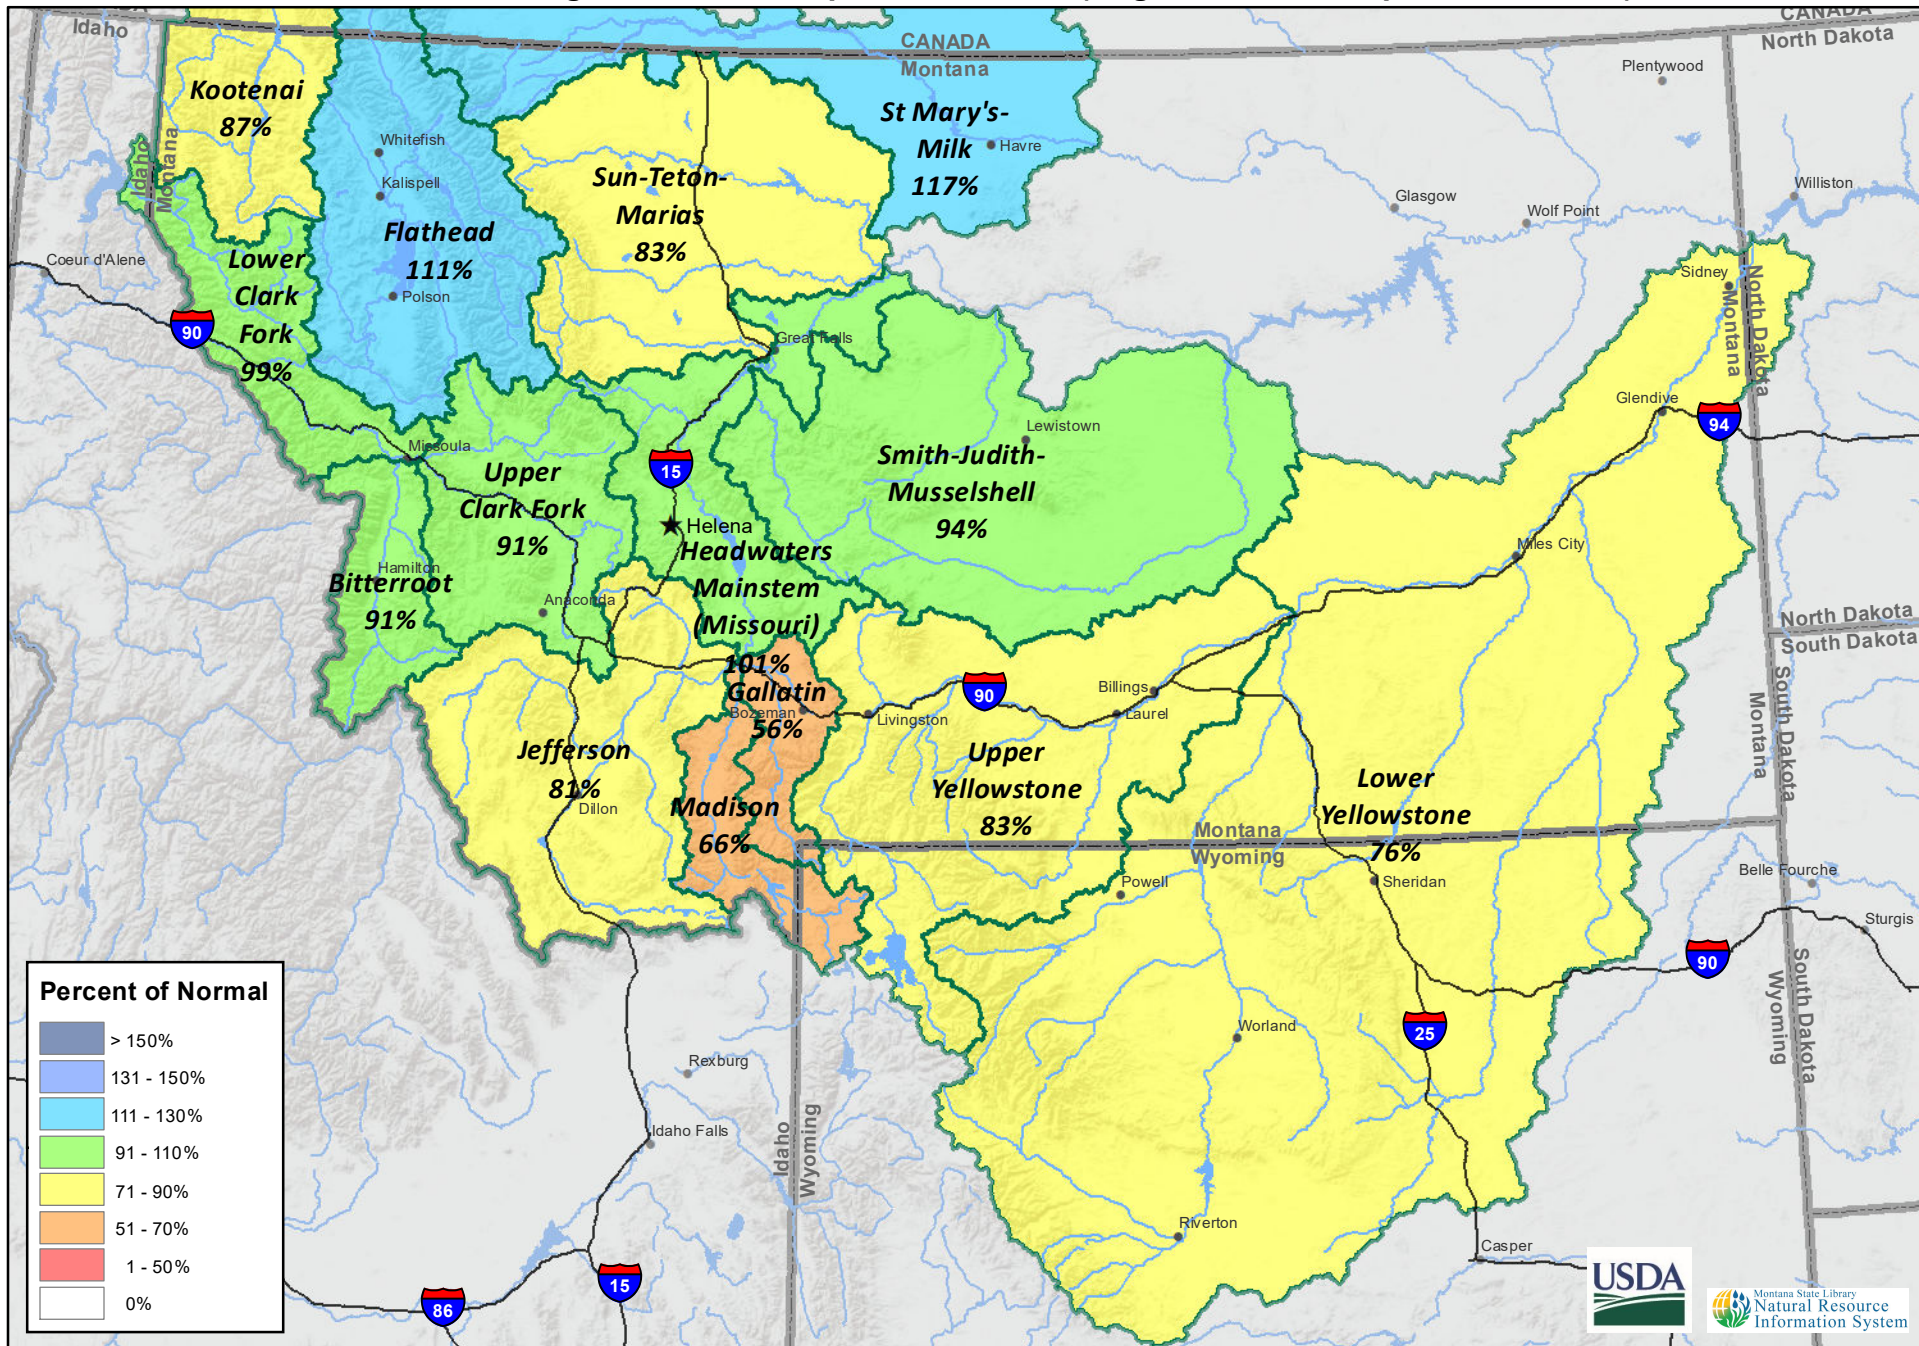 CANADA
Idaho
CANADA
Montana
CANADA
North Dakota
Plentywood
Kootenai
87%
Whitefish
Kalispell
St Mary's-
Milk
117%
Havre
Idaho
Montana
Sun-Teton-
Marias
83%
Glasgow
Wolf Point
Williston
Flathead
111%
Polson
Lower
Clark
Fork
99%
Coeur d'Alene
90
Sidney
North Dakota
Montana
Great Falls
Glendive
94
Missoula
Lewistown
15
Upper
Clark Fork
91%
Smith-Judith-
Musselshell
94%
Helena
Headwaters
Mainstem
(Missouri)
101%
Miles City
Hamilton
Bitterroot
91%
Anaconda
North Dakota
South Dakota
Gallatin
Bozeman
56%
90
Livingston
Billings
Laurel
South Dakota
Montana
Jefferson
81%
Dillon
Madison
66%
Upper
Yellowstone
83%
Lower
Yellowstone
76%
Montana
Wyoming
Powell
Sheridan
Belle Fourche
Sturgis
90
South Dakota
Wyoming
Percent of Normal
> 150%
131 - 150%
111 - 130%
91 - 110%
71 - 90%
51 - 70%
1 - 50%
0%
Worland
25
Rexburg
Idaho Falls
Idaho
Wyoming
Riverton
Casper
15
86
USDA
Montana State Library
Natural Resource
Information System